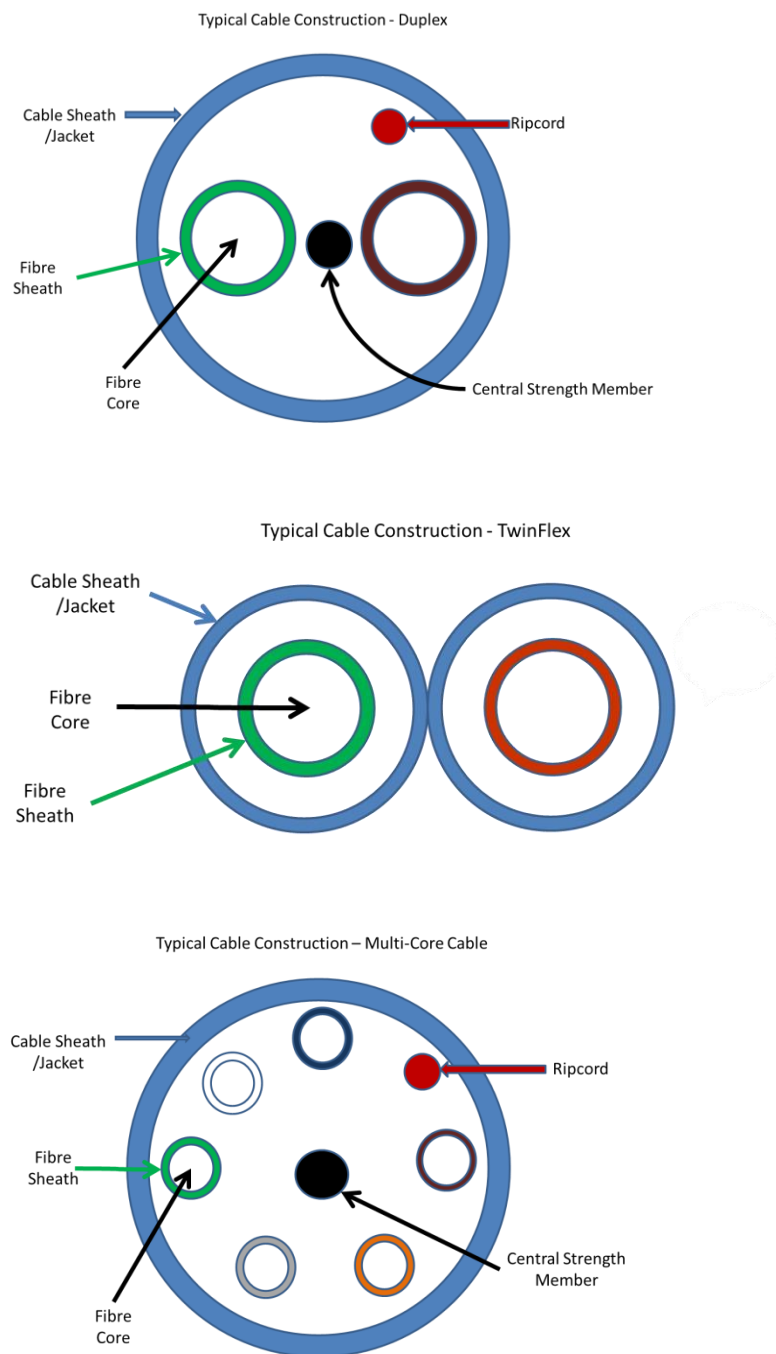 Typical Cable Construction - Duplex
Cable Sheath
/Jacket
Ripcord
Fibre
Sheath
Fibre
Core
Central Strength Member
Typical Cable Construction - TwinFlex
Cable Sheath
/Jacket
Fibre
Core
Fibre
Sheath
Typical Cable Construction – Multi-Core Cable
Cable Sheath
/Jacket
Ripcord
Fibre
Sheath
Central Strength
Member
Fibre
Core